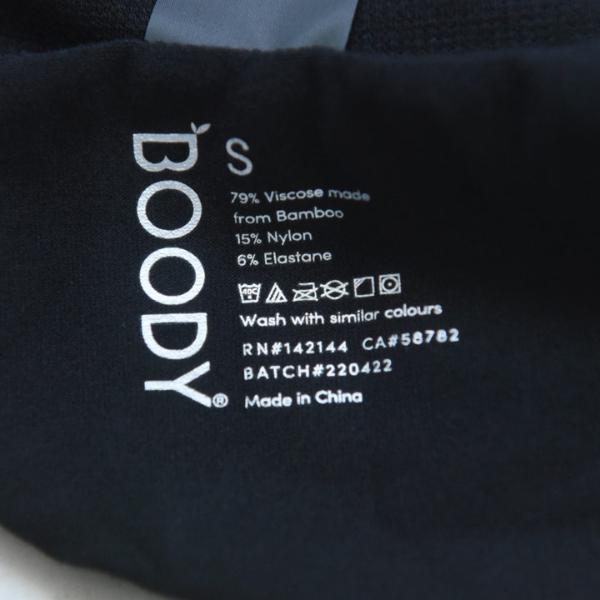 BOODY®
S
79% Viscose made
from Bamboo
15% Nylon
6% Elastane
40C
Wash with similar colours
RN#142144 CA#58782
BATCH#220422
Made in China